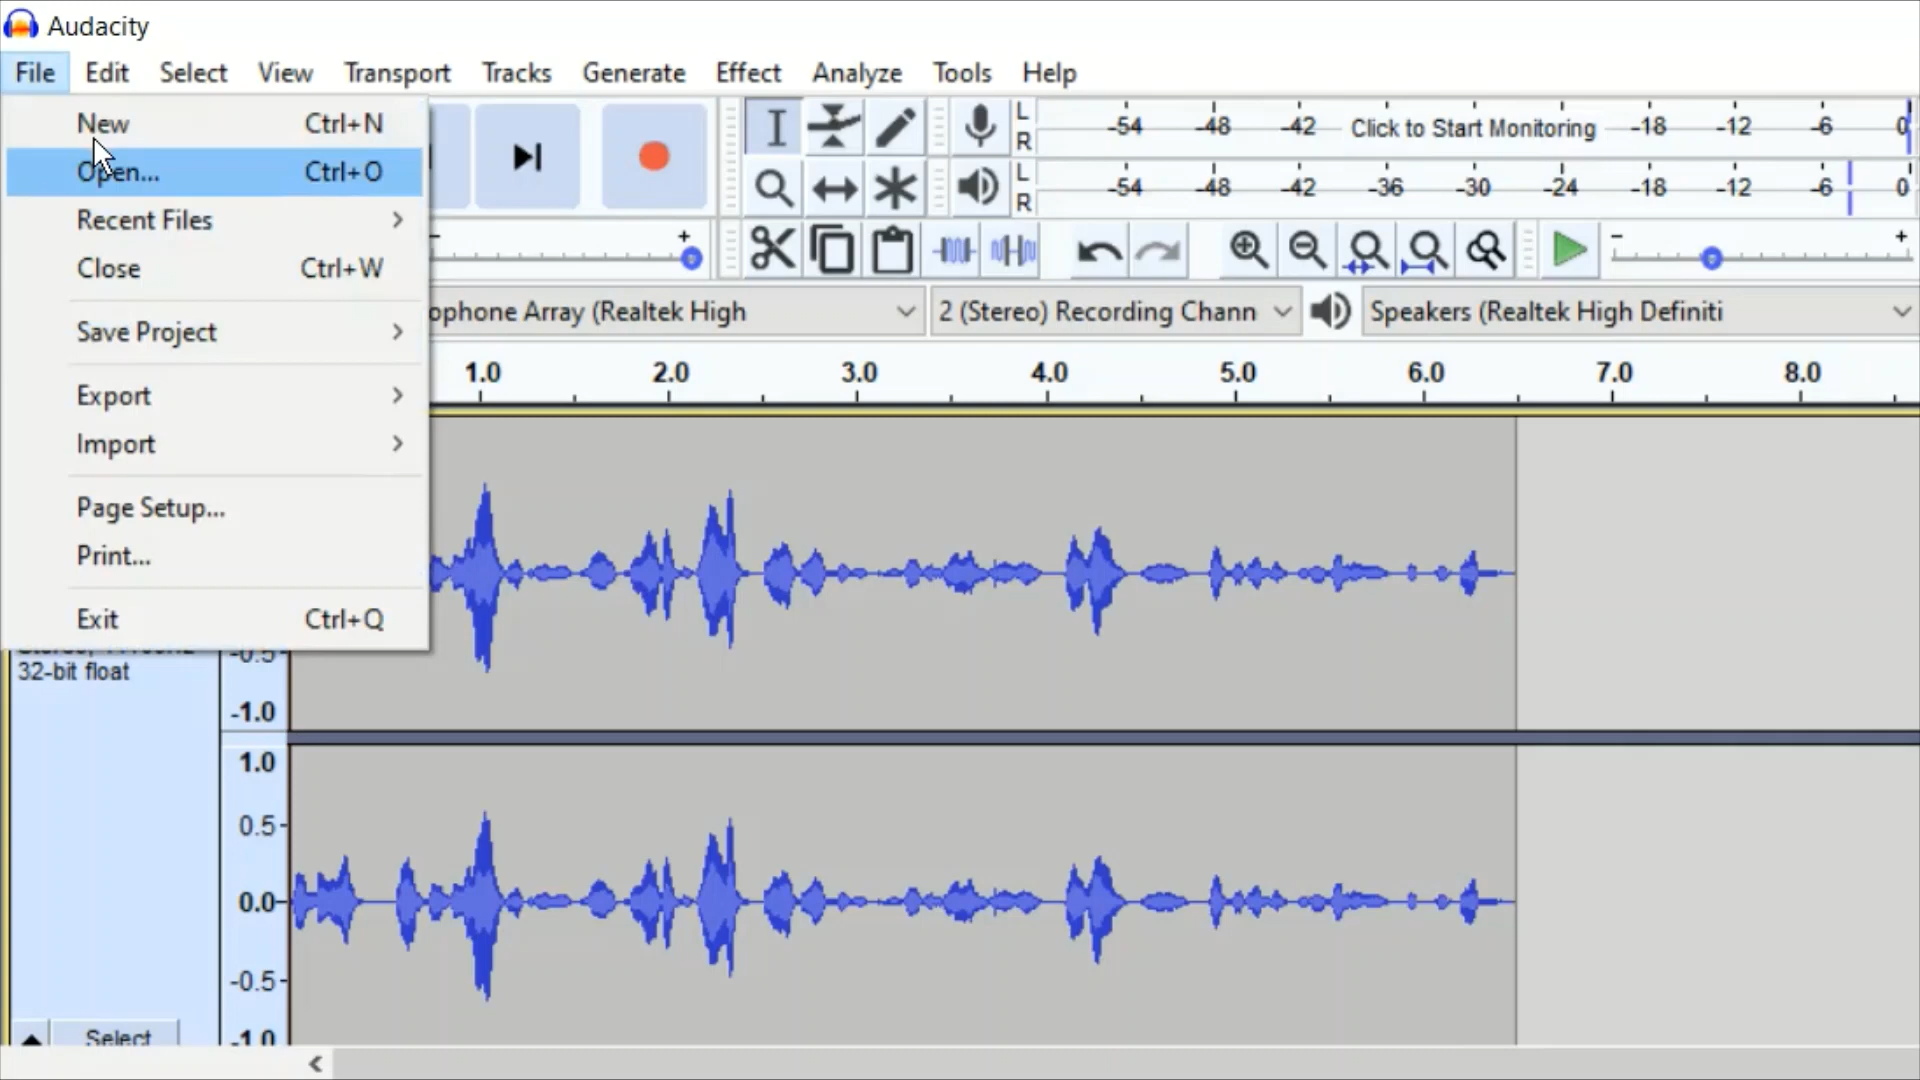 Audacity
File Edit Select View Transport Tracks Generate Effect Analyze Tools Help
New Ctrl+N
Open... Ctrl+O
Recent Files
Close Ctrl+W
Save Project
Export
Import
Page Setup...
Print...
Exit Ctrl+Q
L
R
-54 -48 -42 Click to Start Monitoring -18 -12 -6 0
L
R
-54 -48 -42 -36 -30 -24 -18 -12 -6 0
- +
- +
ophone Array (Realtek High
2 (Stereo) Recording Chann
Speakers (Realtek High Definiti
1.0 2.0 3.0 4.0 5.0 6.0 7.0 8.0
32-bit float
-0.5
-1.0
1.0
0.5
0.0
-0.5
-1.0
Select